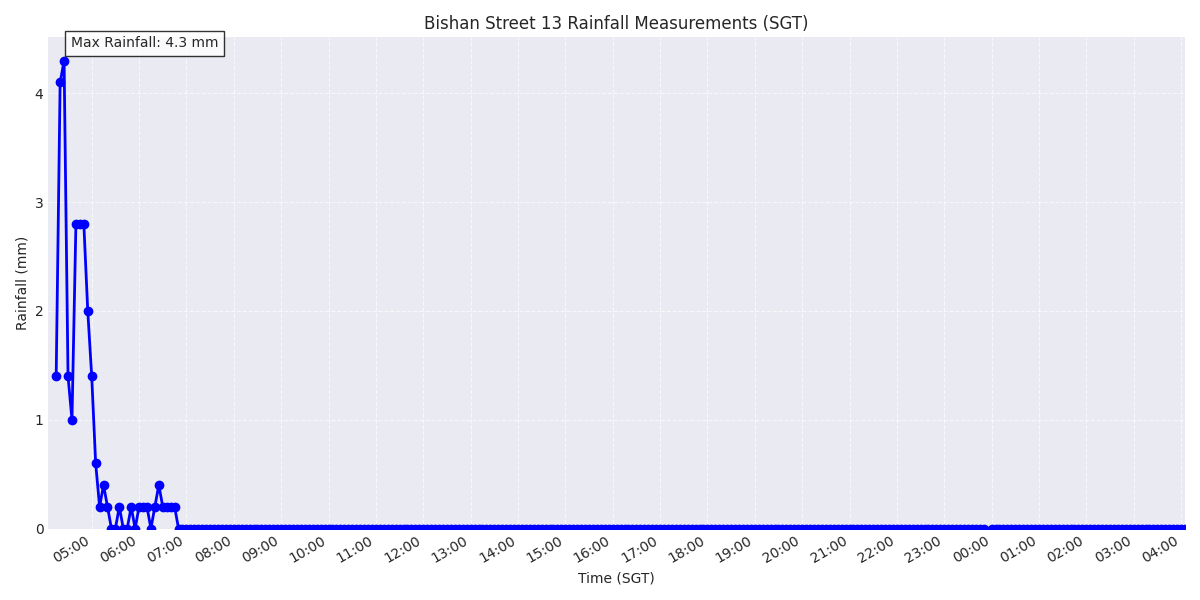 Bishan Street 13 Rainfall Measurements (SGT)
Max Rainfall: 4.3 mm
Rainfall (mm)
4
3
2
1
0
05:00 06:00 07:00 08:00 09:00 10:00 11:00 12:00 13:00 14:00 15:00 16:00 17:00 18:00 19:00 20:00 21:00 22:00 23:00 00:00 01:00 02:00 03:00 04:00
Time (SGT)